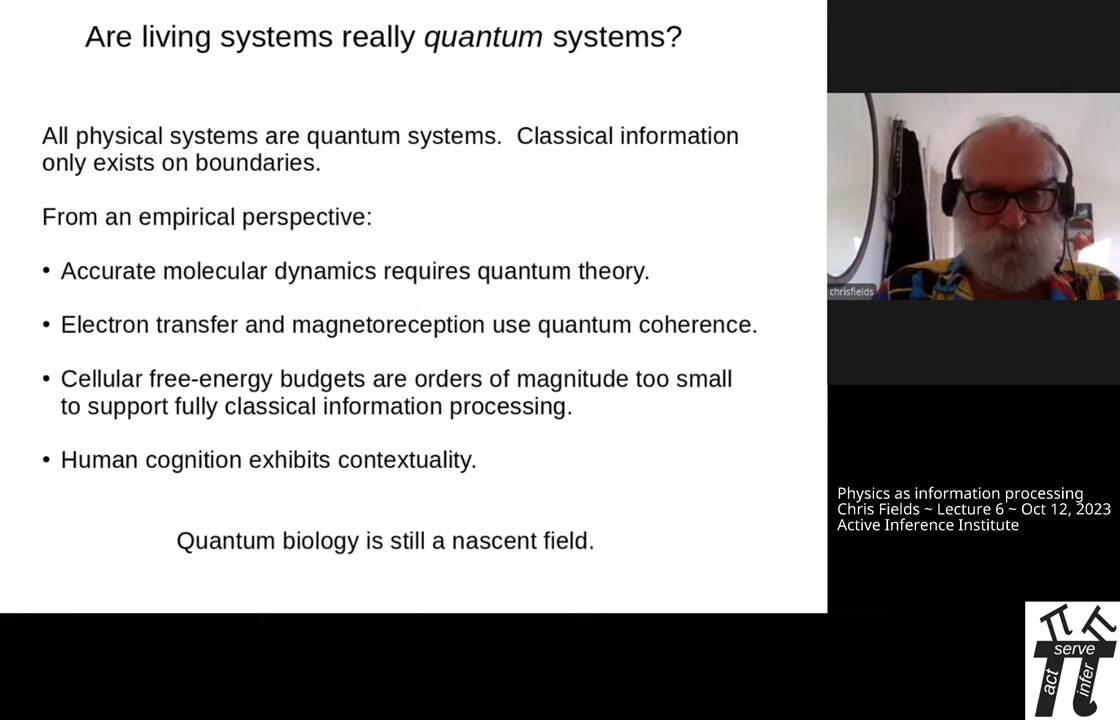 Are living systems really quantum systems?
All physical systems are quantum systems. Classical information
only exists on boundaries.
From an empirical perspective:
• Accurate molecular dynamics requires quantum theory.
• Electron transfer and magnetoreception use quantum coherence.
• Cellular free-energy budgets are orders of magnitude too small
to support fully classical information processing.
• Human cognition exhibits contextuality.
Quantum biology is still a nascent field.
chrisfields
Physics as information processing
Chris Fields ~ Lecture 6 ~ Oct 12, 2023
Active Inference Institute
π π
serve
act
infer